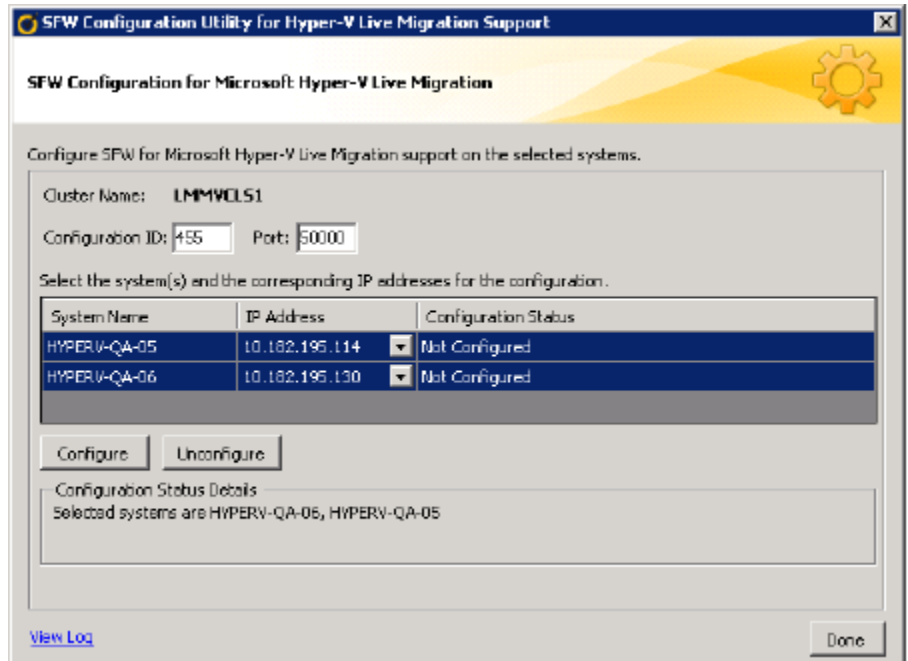 SFW Configuration Utility for Hyper-V Live Migration Support
SFW Configuration for Microsoft Hyper-V Live Migration
Configure SFW for Microsoft Hyper-V Live Migration support on the selected systems.
Cluster Name: LMMVCLS1
Configuration ID: 455 Port: 50000
Select the system(s) and the corresponding IP addresses for the configuration.
System Name IP Address Configuration Status
HYPERV-QA-05 10.182.195.114 Not Configured
HYPERV-QA-06 10.182.195.130 Not Configured
Configure Unconfigure
Configuration Status Details
Selected systems are HYPERV-QA-06, HYPERV-QA-05
View Log Done